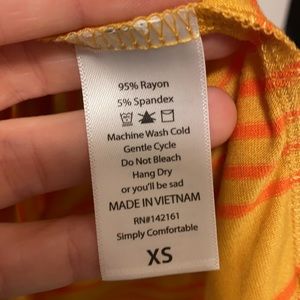 95% Rayon
5% Spandex
Machine Wash Cold
Gentle Cycle
Do Not Bleach
Hang Dry
or you'll be sad
MADE IN VIETNAM
RN#142161
Simply Comfortable
XS